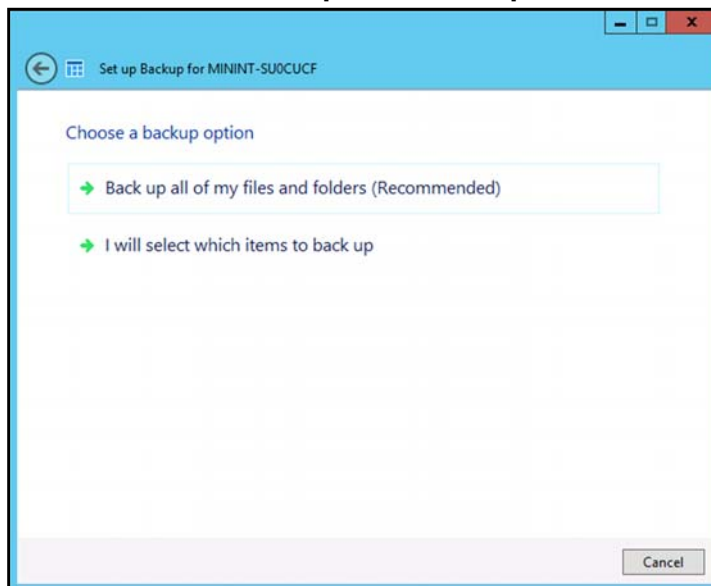 Set up Backup for MININT-SU0CUCF
Choose a backup option
Back up all of my files and folders (Recommended)
I will select which items to back up
Cancel